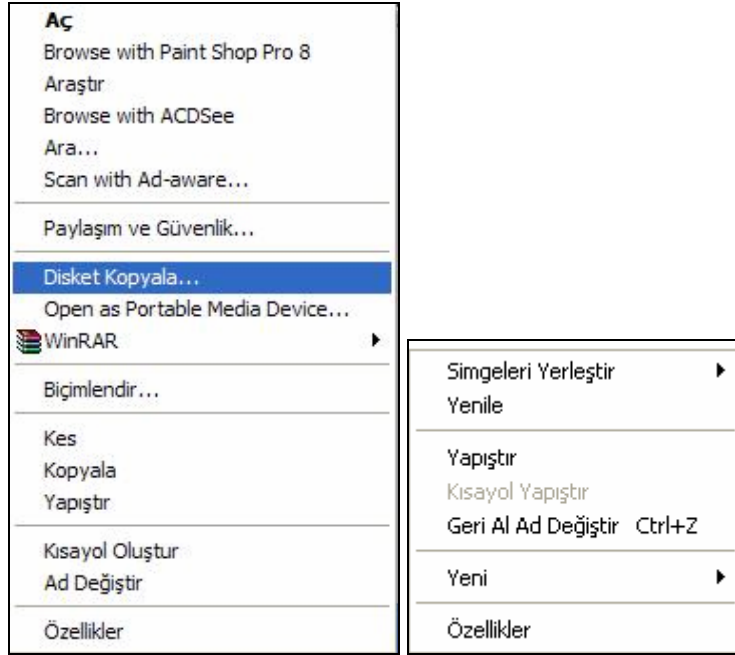 Aç
Browse with Paint Shop Pro 8
Araştır
Browse with ACDSee
Ara...
Scan with Ad-aware...
Paylaşım ve Güvenlik...
Disket Kopyala...
Open as Portable Media Device...
WinRAR
Biçimlendir...
Kes
Kopyala
Yapıştır
Kısayol Oluştur
Ad Değiştir
Özellikler
Simgeleri Yerleştir
Yenile
Yapıştır
Kısayol Yapıştır
Geri Al Ad Değiştir Ctrl+Z
Yeni
Özellikler